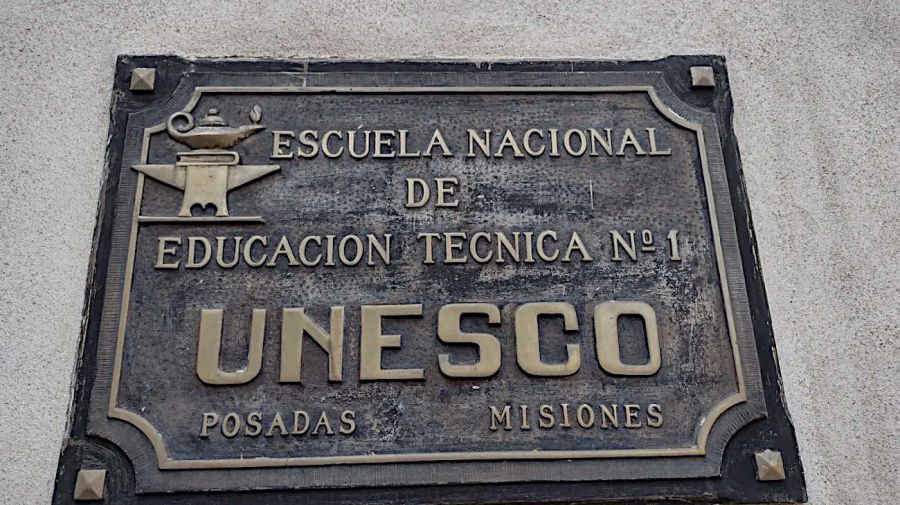 ESCUELA NACIONAL
DE
EDUCACION TECNICA Nº 1
UNESCO
POSADAS MISIONES